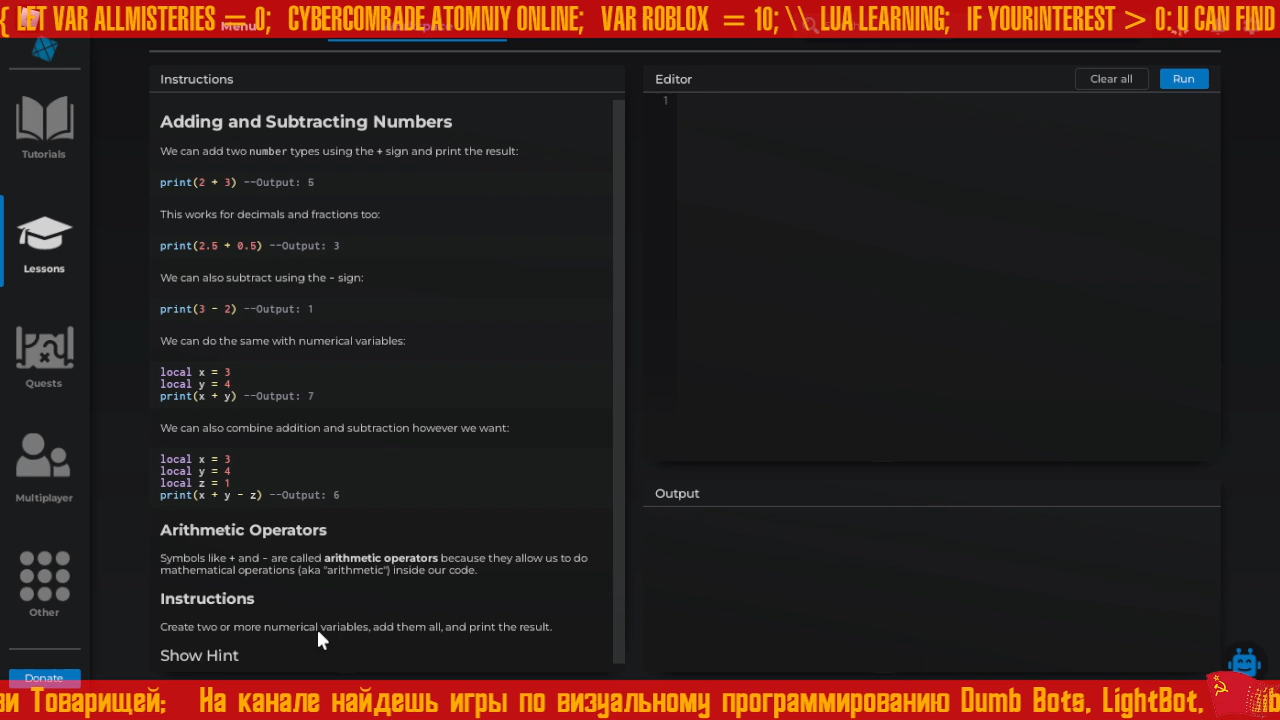 { LET VAR ALLMISTERIES = 0; CYBERCOMRADE ATOMNIY ONLINE; VAR ROBLOX = 10; \\ LUA LEARNING; IF YOURINTEREST > 0: U CAN FIND
Menu
Instructions
Editor
Clear all
Run
1
Tutorials
Lessons
Quests
Multiplayer
Other
Donate
Adding and Subtracting Numbers
We can add two number types using the + sign and print the result:
print(2 + 3) --Output: 5
This works for decimals and fractions too:
print(2.5 + 0.5) --Output: 3
We can also subtract using the - sign:
print(3 - 2) --Output: 1
We can do the same with numerical variables:
local x = 3
local y = 4
print(x + y) --Output: 7
We can also combine addition and subtraction however we want:
local x = 3
local y = 4
local z = 1
print(x + y - z) --Output: 6
Arithmetic Operators
Symbols like + and - are called arithmetic operators because they allow us to do
mathematical operations (aka "arithmetic") inside our code.
Instructions
Create two or more numerical variables, add them all, and print the result.
Show Hint
Output
ви Товарищей; На канале найдешь игры по визуальному программированию Dumb Bots, LightBot,